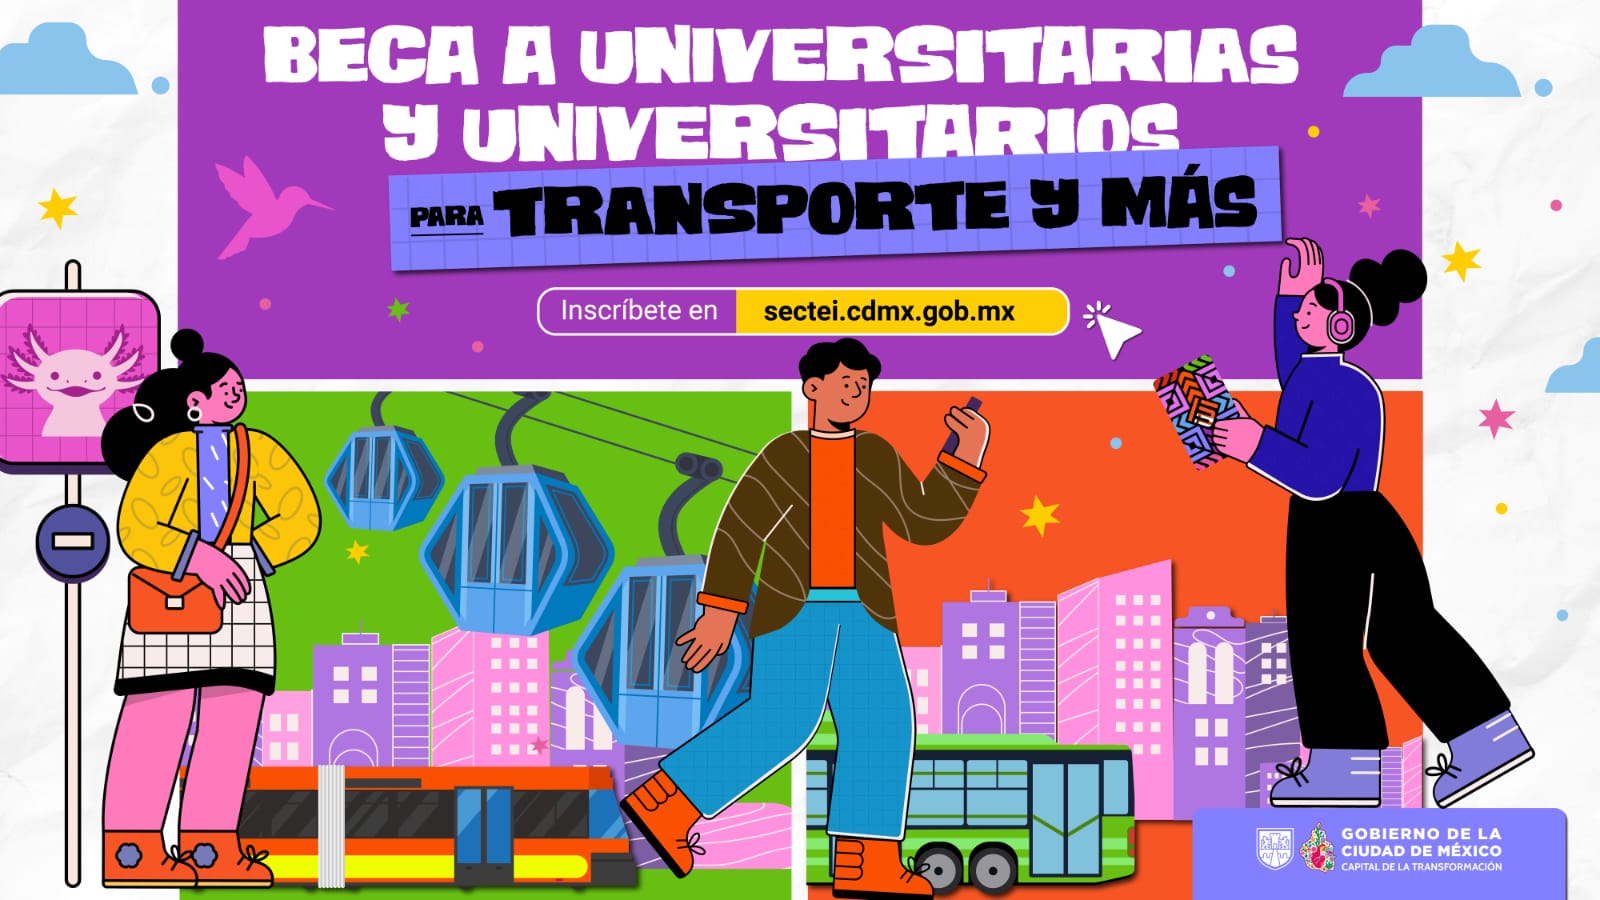 BECA A UNIVERSITARIAS
Y UNIVERSITARIOS
PARA TRANSPORTE Y MÁS
Inscríbete en sectei.cdmx.gob.mx
GOBIERNO DE LA
CIUDAD DE MÉXICO
CAPITAL DE LA TRANSFORMACIÓN